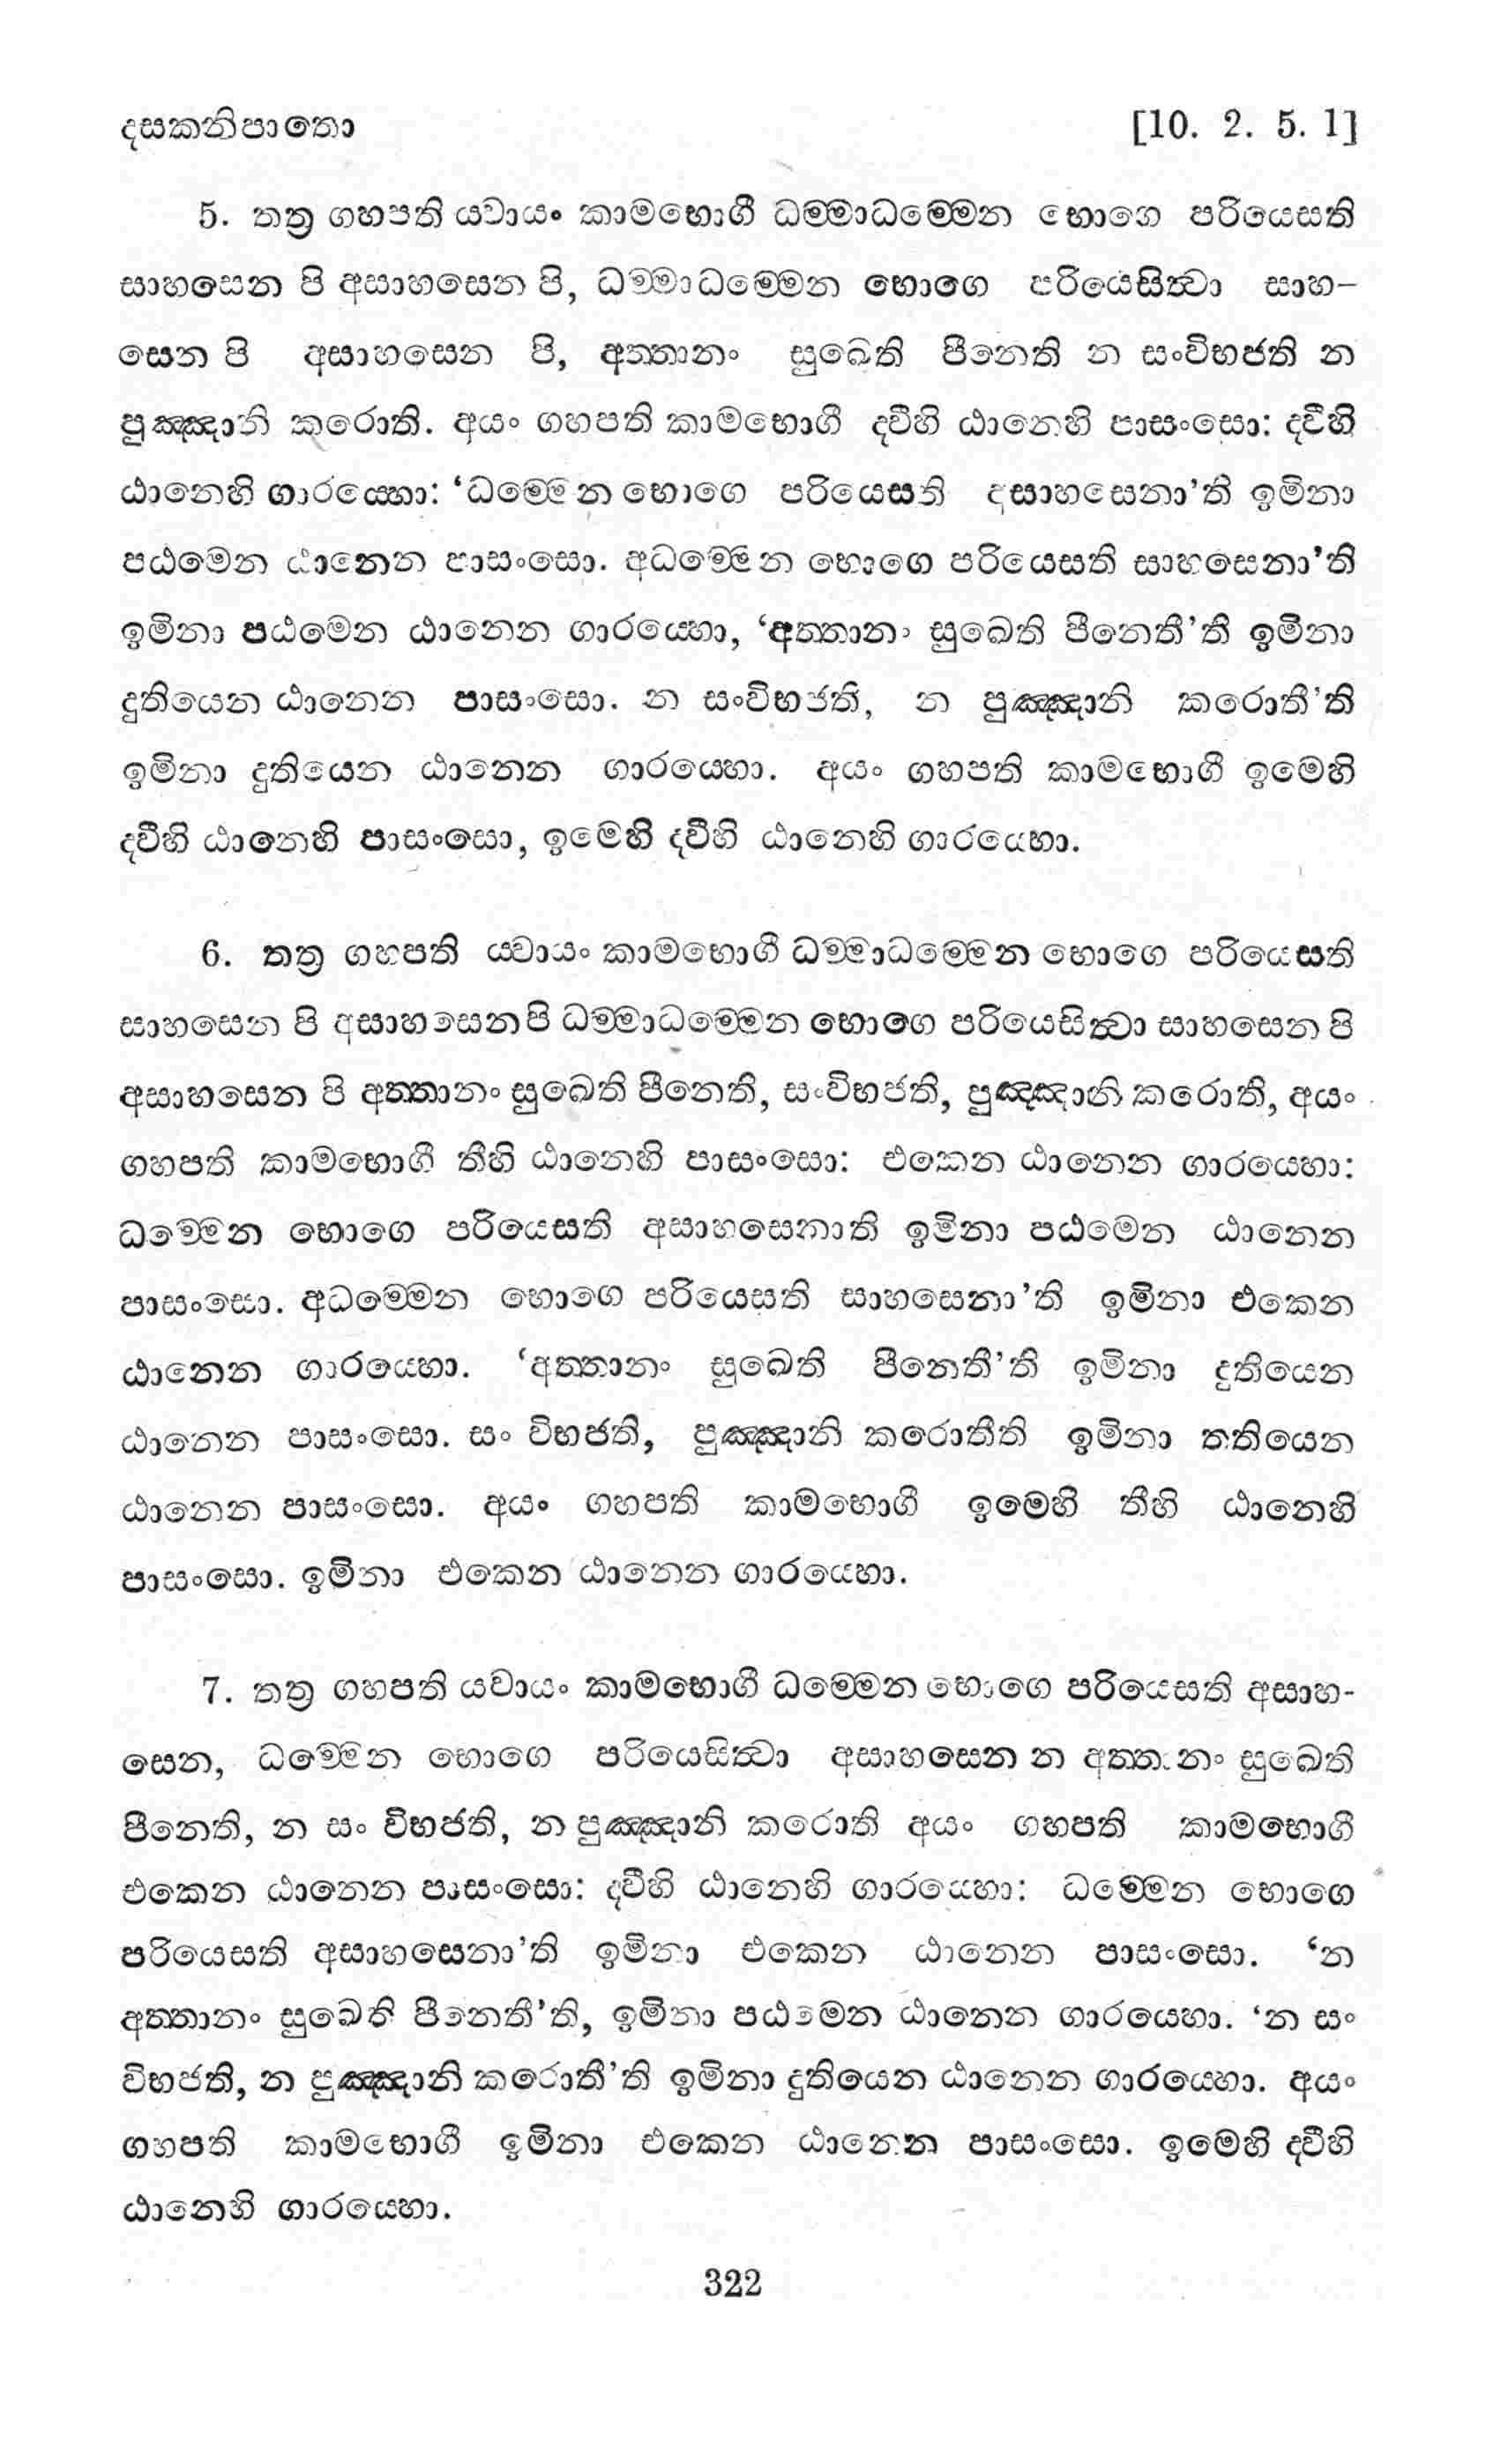 දසකනිපාතො [10. 2. 5. 1]
5. තත්‍ර ගහපති ය්වායං කාමභොගී ධම්මාධම්මෙන භොගෙ පරියෙසති
සාහසෙන පි අසාහසෙන පි, ධම්මාධම්මෙන භොගෙ පරියෙසිත්‍වා සාහ–
සෙන පි අසාහසෙන පි, අත්තානං සුඛෙති පීනෙති න සංවිභජති න
පුඤ්ඤානි කරොති. අයං ගහපති කාමභොගී ද්වීහි ඨානෙහි පාසංසො: ද්වීහි
ඨානෙහි ගාරය්හො: ‘ධම්මෙන භොගෙ පරියෙසති අසාහසෙනා’ති ඉමිනා
පඨමෙන ඨානෙන පාසංසො. අධම්මෙන භොගෙ පරියෙසති සාහසෙනා’ති
ඉමිනා පඨමෙන ඨානෙන ගාරය්හො, ‘අත්තානං සුඛෙති පීනෙතී’ති ඉමිනා
දුතියෙන ඨානෙන පාසංසො. න සංවිභජති, න පුඤ්ඤානි කරොතී’ති
ඉමිනා දුතියෙන ඨානෙන ගාරය්හො. අයං ගහපති කාමභොගී ඉමෙහි
ද්වීහි ඨානෙහි පාසංසො, ඉමෙහි ද්වීහි ඨානෙහි ගාරය්හො.
6. තත්‍ර ගහපති ය්වායං කාමභොගී ධම්මාධම්මෙන භොගෙ පරියෙසති
සාහසෙන පි අසාහසෙනපි ධම්මාධම්මෙන භොගෙ පරියෙසිත්‍වා සාහසෙන පි
අසාහසෙන පි අත්තානං සුඛෙති පීනෙති, සංවිභජති, පුඤ්ඤානි කරොති, අයං
ගහපති කාමභොගී තීහි ඨානෙහි පාසංසො: එකෙන ඨානෙන ගාරය්හො:
ධම්මෙන භොගෙ පරියෙසති අසාහසෙනාති ඉමිනා පඨමෙන ඨානෙන
පාසංසො. අධම්මෙන භොගෙ පරියෙසති සාහසෙනා’ති ඉමිනා එකෙන
ඨානෙන ගාරය්හො. ‘අත්තානං සුඛෙති පීනෙතී’ති ඉමිනා දුතියෙන
ඨානෙන පාසංසො. සං විභජති, පුඤ්ඤානි කරොතීති ඉමිනා තතියෙන
ඨානෙන පාසංසො. අයං ගහපති කාමභොගී ඉමෙහි තීහි ඨානෙහි
පාසංසො. ඉමිනා එකෙන ඨානෙන ගාරය්හො.
7. තත්‍ර ගහපති ය්වායං කාමභොගී ධම්මෙන භොගෙ පරියෙසති අසාහ-
සෙන, ධම්මෙන භොගෙ පරියෙසිත්‍වා අසාහසෙන න අත්තානං සුඛෙති
පීනෙති, න සං විභජති, න පුඤ්ඤානි කරොති අයං ගහපති කාමභොගී
එකෙන ඨානෙන පාසංසො: ද්වීහි ඨානෙහි ගාරය්හො: ධම්මෙන භොගෙ
පරියෙසති අසාහසෙනා’ති ඉමිනා එකෙන ඨානෙන පාසංසො. ‘න
අත්තානං සුඛෙති පීනෙතී’ති, ඉමිනා පඨමෙන ඨානෙන ගාරය්හො. ‘න සං
විභජති, න පුඤ්ඤානි කරොතී’ති ඉමිනා දුතියෙන ඨානෙන ගාරය්හො. අයං
ගහපති කාමභොගී ඉමිනා එකෙන ඨානෙන පාසංසො. ඉමෙහි ද්වීහි
ඨානෙහි ගාරය්හො.
322